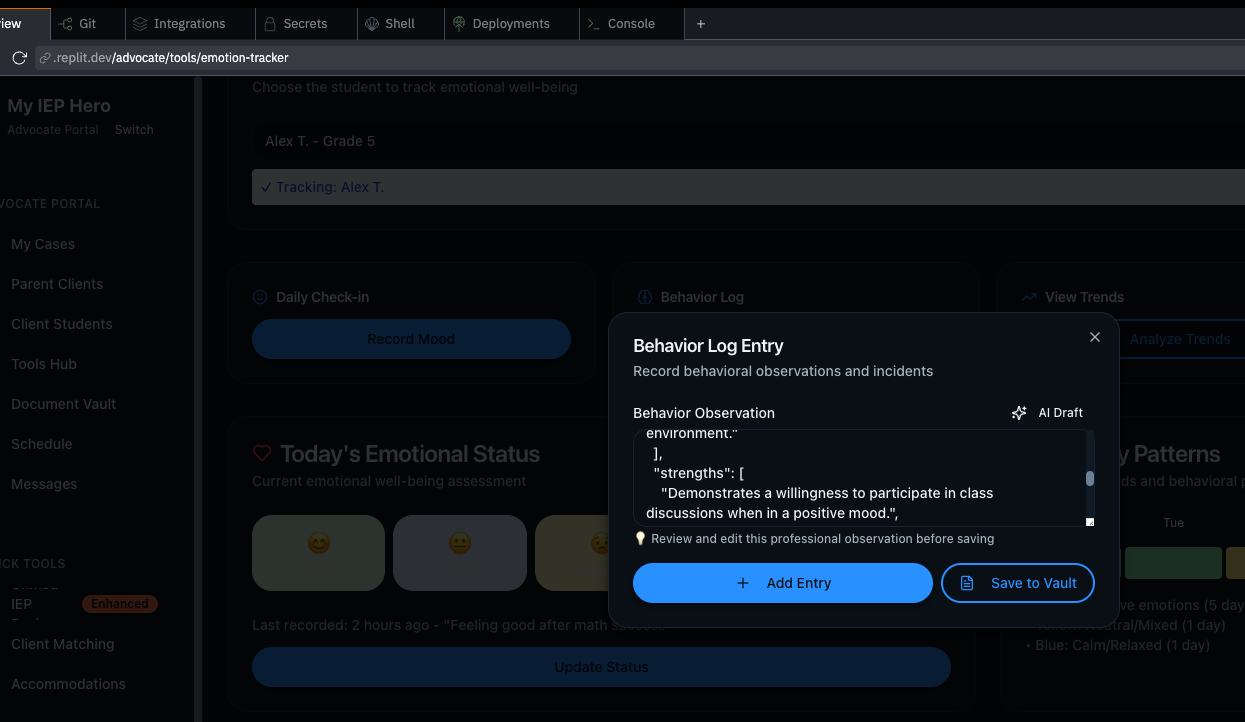 iew
Git
Integrations
Secrets
Shell
Deployments
Console
.replit.dev/advocate/tools/emotion-tracker
My IEP Hero
Advocate Portal
Switch
VOCATE PORTAL
My Cases
Parent Clients
Client Students
Tools Hub
Document Vault
Schedule
Messages
CK TOOLS
IEP
Enhanced
Client Matching
Accommodations
Choose the student to track emotional well-being
Alex T. - Grade 5
✓ Tracking: Alex T.
Daily Check-in
Record Mood
Behavior Log
View Trends
Analyze Trends
Today's Emotional Status
Current emotional well-being assessment
Last recorded: 2 hours ago - "Feeling good after math success"
Update Status
y Patterns
ds and behavioral p
Tue
ve emotions (5 day
Neutral/Mixed (1 day)
• Blue: Calm/Relaxed (1 day)
Behavior Log Entry
Record behavioral observations and incidents
Behavior Observation
AI Draft
environment."
],
"strengths": [
"Demonstrates a willingness to participate in class
discussions when in a positive mood.",
Review and edit this professional observation before saving
+ Add Entry
Save to Vault